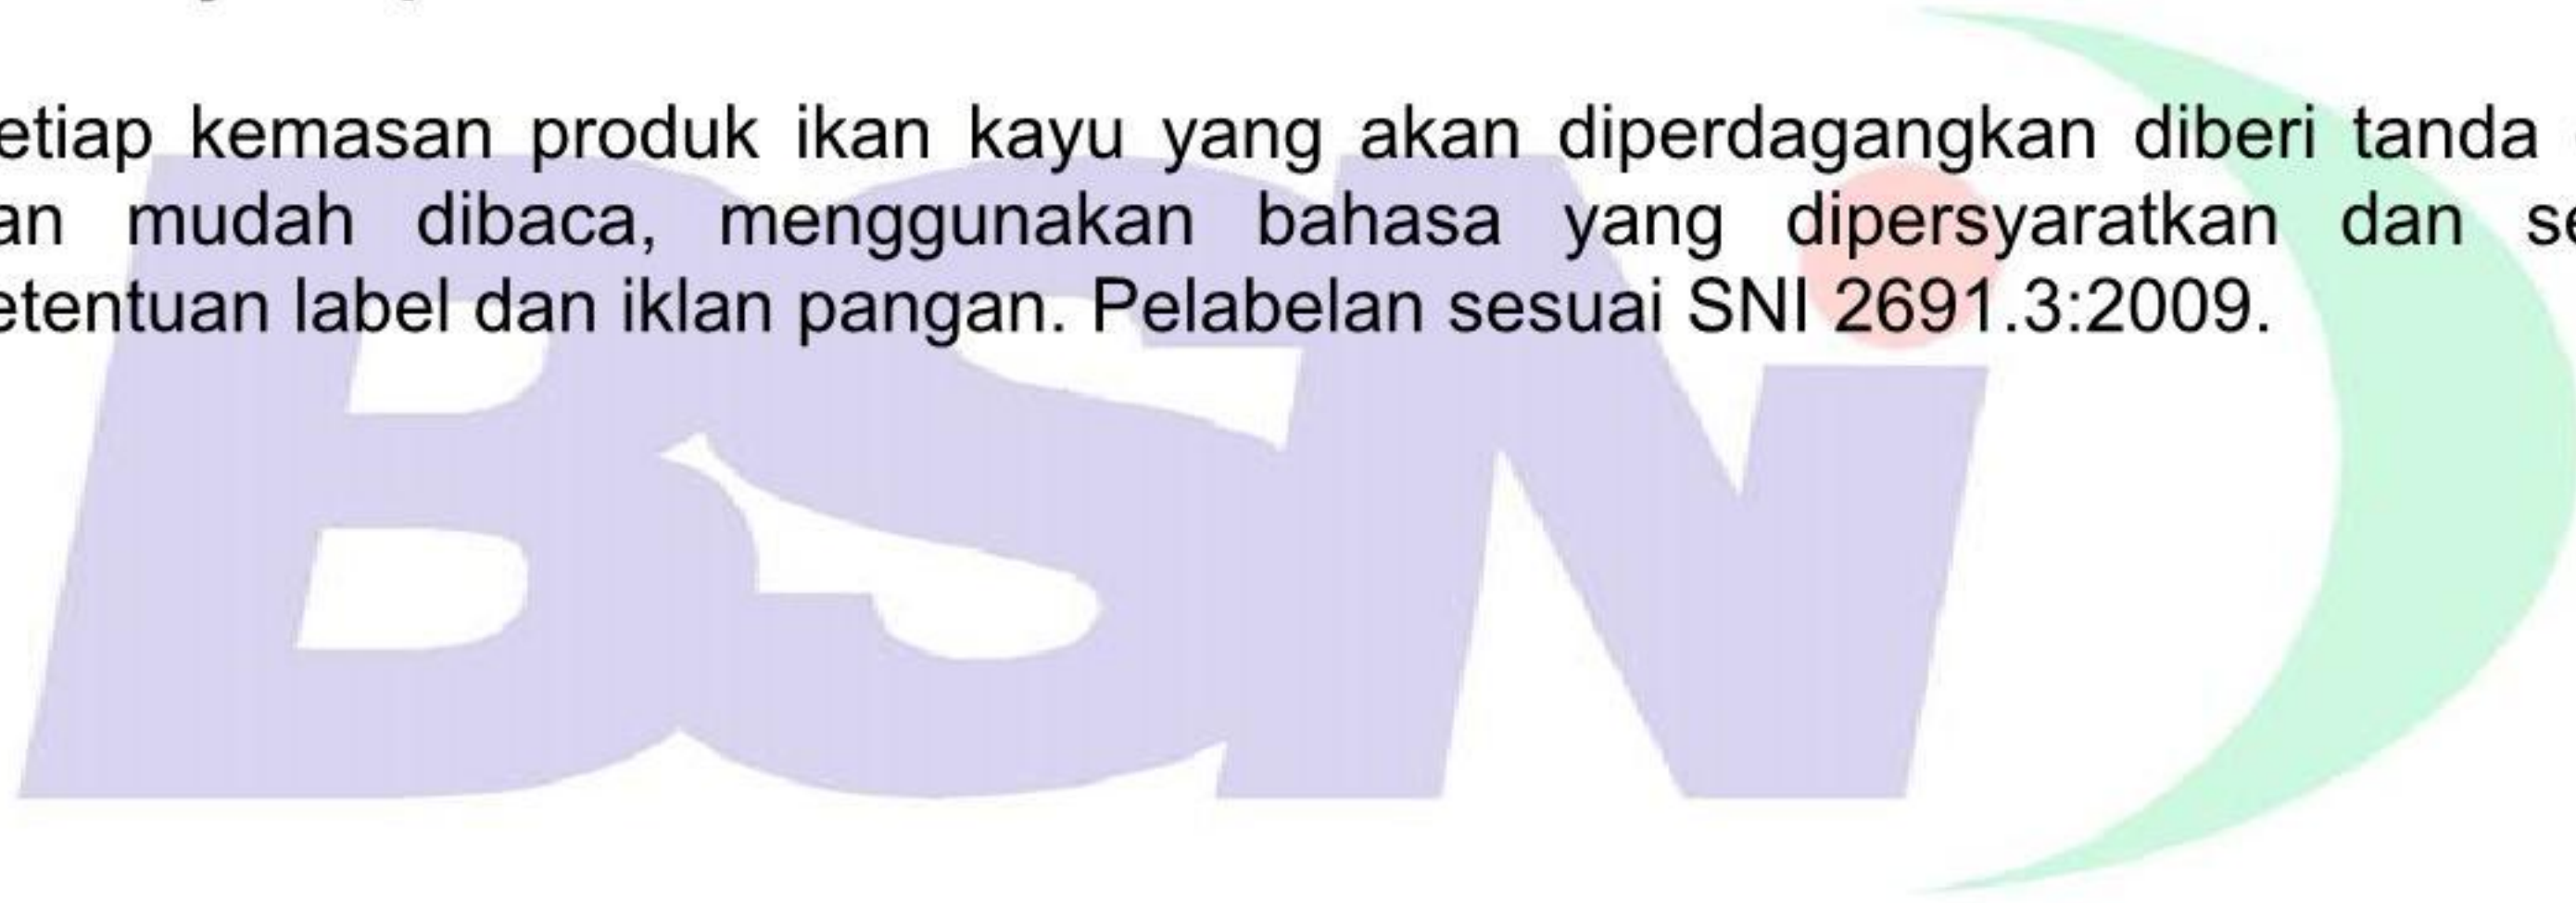 etiap kemasan produk ikan kayu yang akan diperdagangkan diberi tanda
an mudah dibaca, menggunakan bahasa yang dipersyaratkan dan se
etentuan label dan iklan pangan. Pelabelan sesuai SNI 2691.3:2009.
BSNi